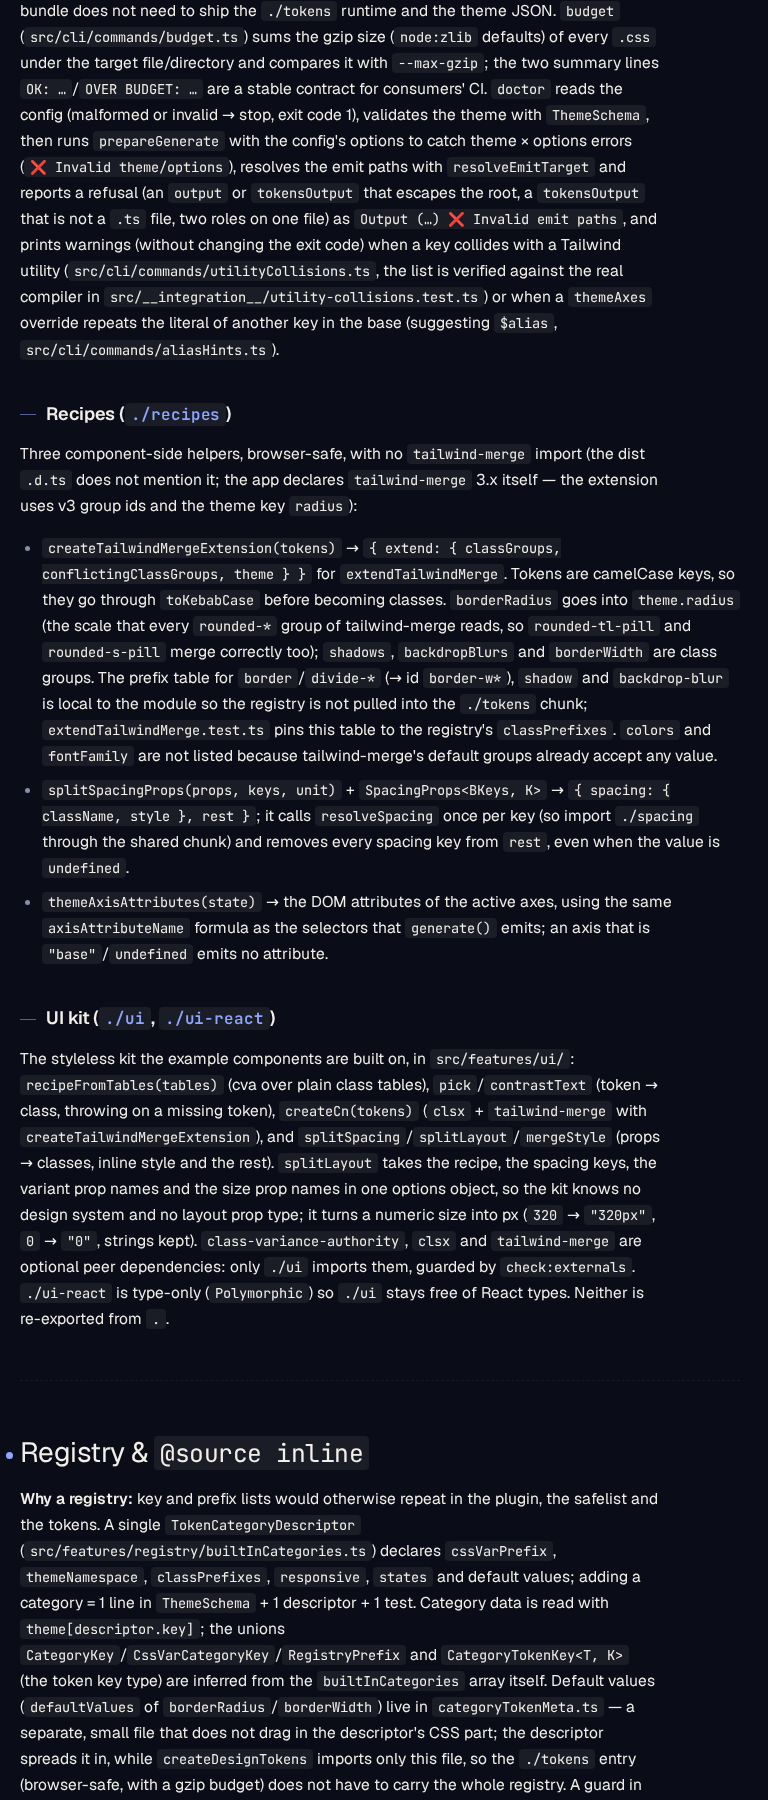 bundle does not need to ship the ./tokens runtime and the theme JSON. budget
( src/cli/commands/budget.ts ) sums the gzip size ( node:zlib defaults) of every .css
under the target file/directory and compares it with --max-gzip ; the two summary lines
OK: … / OVER BUDGET: … are a stable contract for consumers' CI. doctor reads the
config (malformed or invalid → stop, exit code 1), validates the theme with ThemeSchema ,
then runs prepareGenerate with the config's options to catch theme × options errors
( ❌ Invalid theme/options ), resolves the emit paths with resolveEmitTarget and
reports a refusal (an output or tokensOutput that escapes the root, a tokensOutput
that is not a .ts file, two roles on one file) as Output (…) ❌ Invalid emit paths , and
prints warnings (without changing the exit code) when a key collides with a Tailwind
utility ( src/cli/commands/utilityCollisions.ts , the list is verified against the real
compiler in src/__integration__/utility-collisions.test.ts ) or when a themeAxes
override repeats the literal of another key in the base (suggesting $alias ,
src/cli/commands/aliasHints.ts ).
— Recipes ( ./recipes )
Three component-side helpers, browser-safe, with no tailwind-merge import (the dist
.d.ts does not mention it; the app declares tailwind-merge 3.x itself — the extension
uses v3 group ids and the theme key radius ):
• createTailwindMergeExtension(tokens) → { extend: { classGroups,
conflictingClassGroups, theme } } for extendTailwindMerge . Tokens are camelCase keys, so
they go through toKebabCase before becoming classes. borderRadius goes into theme.radius
(the scale that every rounded-* group of tailwind-merge reads, so rounded-tl-pill and
rounded-s-pill merge correctly too); shadows , backdropBlurs and borderWidth are class
groups. The prefix table for border / divide-* (→ id border-w* ), shadow and backdrop-blur
is local to the module so the registry is not pulled into the ./tokens chunk;
extendTailwindMerge.test.ts pins this table to the registry's classPrefixes . colors and
fontFamily are not listed because tailwind-merge's default groups already accept any value.
• splitSpacingProps(props, keys, unit) + SpacingProps<BKeys, K> → { spacing: {
className, style }, rest } ; it calls resolveSpacing once per key (so import ./spacing
through the shared chunk) and removes every spacing key from rest , even when the value is
undefined .
• themeAxisAttributes(state) → the DOM attributes of the active axes, using the same
axisAttributeName formula as the selectors that generate() emits; an axis that is
"base" / undefined emits no attribute.
— UI kit ( ./ui , ./ui-react )
The styleless kit the example components are built on, in src/features/ui/ :
recipeFromTables(tables) (cva over plain class tables), pick / contrastText (token →
class, throwing on a missing token), createCn(tokens) ( clsx + tailwind-merge with
createTailwindMergeExtension ), and splitSpacing / splitLayout / mergeStyle (props
→ classes, inline style and the rest). splitLayout takes the recipe, the spacing keys, the
variant prop names and the size prop names in one options object, so the kit knows no
design system and no layout prop type; it turns a numeric size into px ( 320 → "320px" ,
0 → "0" , strings kept). class-variance-authority , clsx and tailwind-merge are
optional peer dependencies: only ./ui imports them, guarded by check:externals .
./ui-react is type-only ( Polymorphic ) so ./ui stays free of React types. Neither is
re-exported from . .
Registry & @source inline
Why a registry: key and prefix lists would otherwise repeat in the plugin, the safelist and
the tokens. A single TokenCategoryDescriptor
( src/features/registry/builtInCategories.ts ) declares cssVarPrefix ,
themeNamespace , classPrefixes , responsive , states and default values; adding a
category = 1 line in ThemeSchema + 1 descriptor + 1 test. Category data is read with
theme[descriptor.key] ; the unions
CategoryKey / CssVarCategoryKey / RegistryPrefix and CategoryTokenKey<T, K>
(the token key type) are inferred from the builtInCategories array itself. Default values
( defaultValues of borderRadius / borderWidth ) live in categoryTokenMeta.ts — a
separate, small file that does not drag in the descriptor's CSS part; the descriptor
spreads it in, while createDesignTokens imports only this file, so the ./tokens entry
(browser-safe, with a gzip budget) does not have to carry the whole registry. A guard in